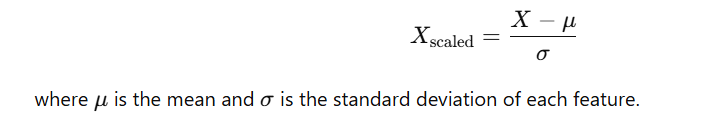 X_scaled = (X − μ) / σ
where μ is the mean and σ is the standard deviation of each feature.